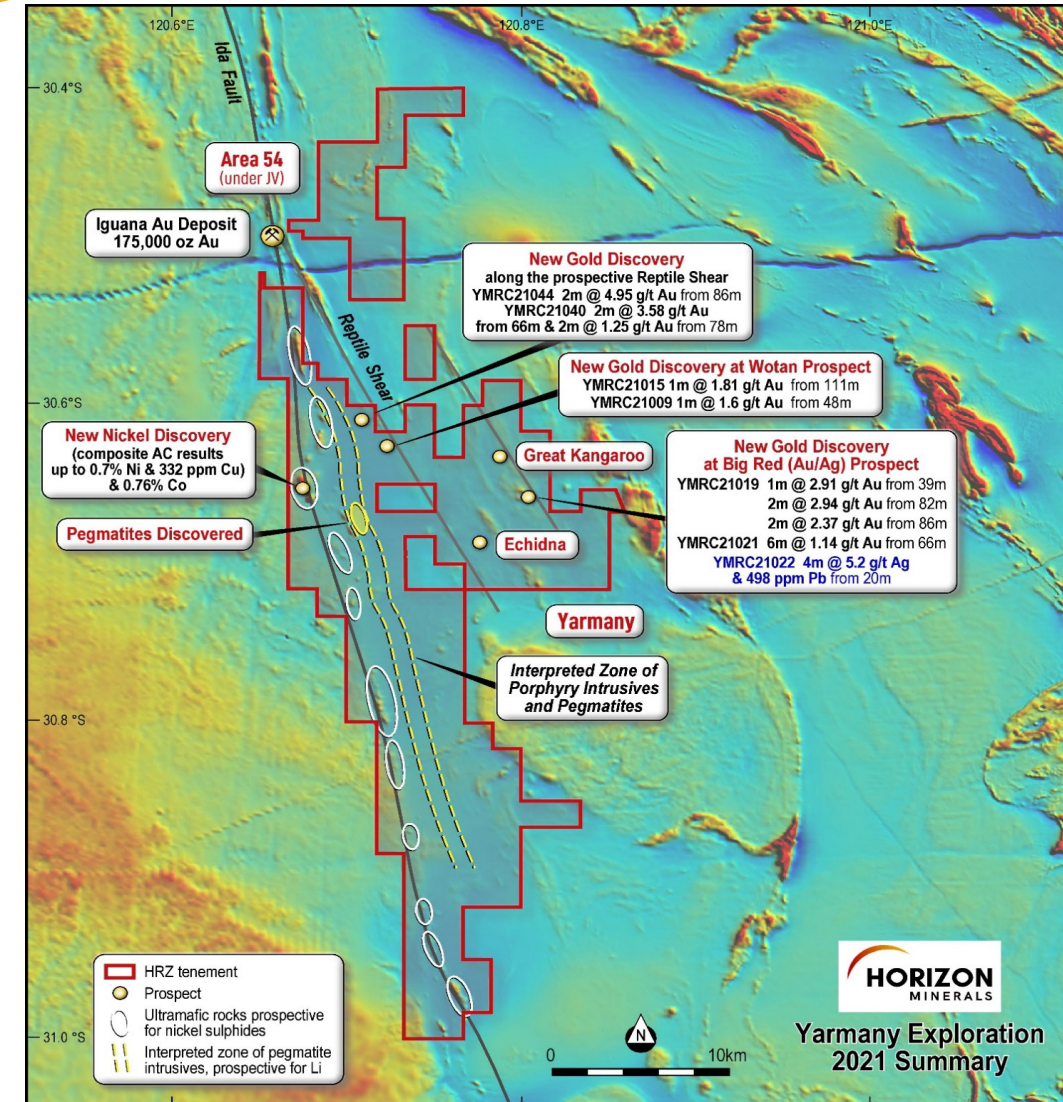 120.6°E
120.8°E
121.0°E
Ida Fault
30.4°S
Area 54
(under JV)
Iguana Au Deposit
175,000 oz Au
New Gold Discovery
along the prospective Reptile Shear
YMRC21044 2m @ 4.95 g/t Au from 86m
YMRC21040 2m @ 3.58 g/t Au
from 66m & 2m @ 1.25 g/t Au from 78m
Reptile Shear
New Gold Discovery at Wotan Prospect
YMRC21015 1m @ 1.81 g/t Au from 111m
YMRC21009 1m @ 1.6 g/t Au from 48m
30.6°S
New Nickel Discovery
(composite AC results
up to 0.7% Ni & 332 ppm Cu)
& 0.76% Co
Great Kangaroo
New Gold Discovery
at Big Red (Au/Ag) Prospect
YMRC21019 1m @ 2.91 g/t Au from 39m
2m @ 2.94 g/t Au from 82m
2m @ 2.37 g/t Au from 86m
YMRC21021 6m @ 1.14 g/t Au from 66m
YMRC21022 4m @ 5.2 g/t Ag
& 498 ppm Pb from 20m
Pegmatites Discovered
Echidna
Yarmany
Interpreted Zone of
Porphyry Intrusives
and Pegmatites
30.8°S
HRZ tenement
Prospect
Ultramafic rocks prospective
for nickel sulphides
Interpreted zone of pegmatite
intrusives, prospective for Li
31.0°S
N
0 10km
HORIZON
MINERALS
Yarmany Exploration
2021 Summary